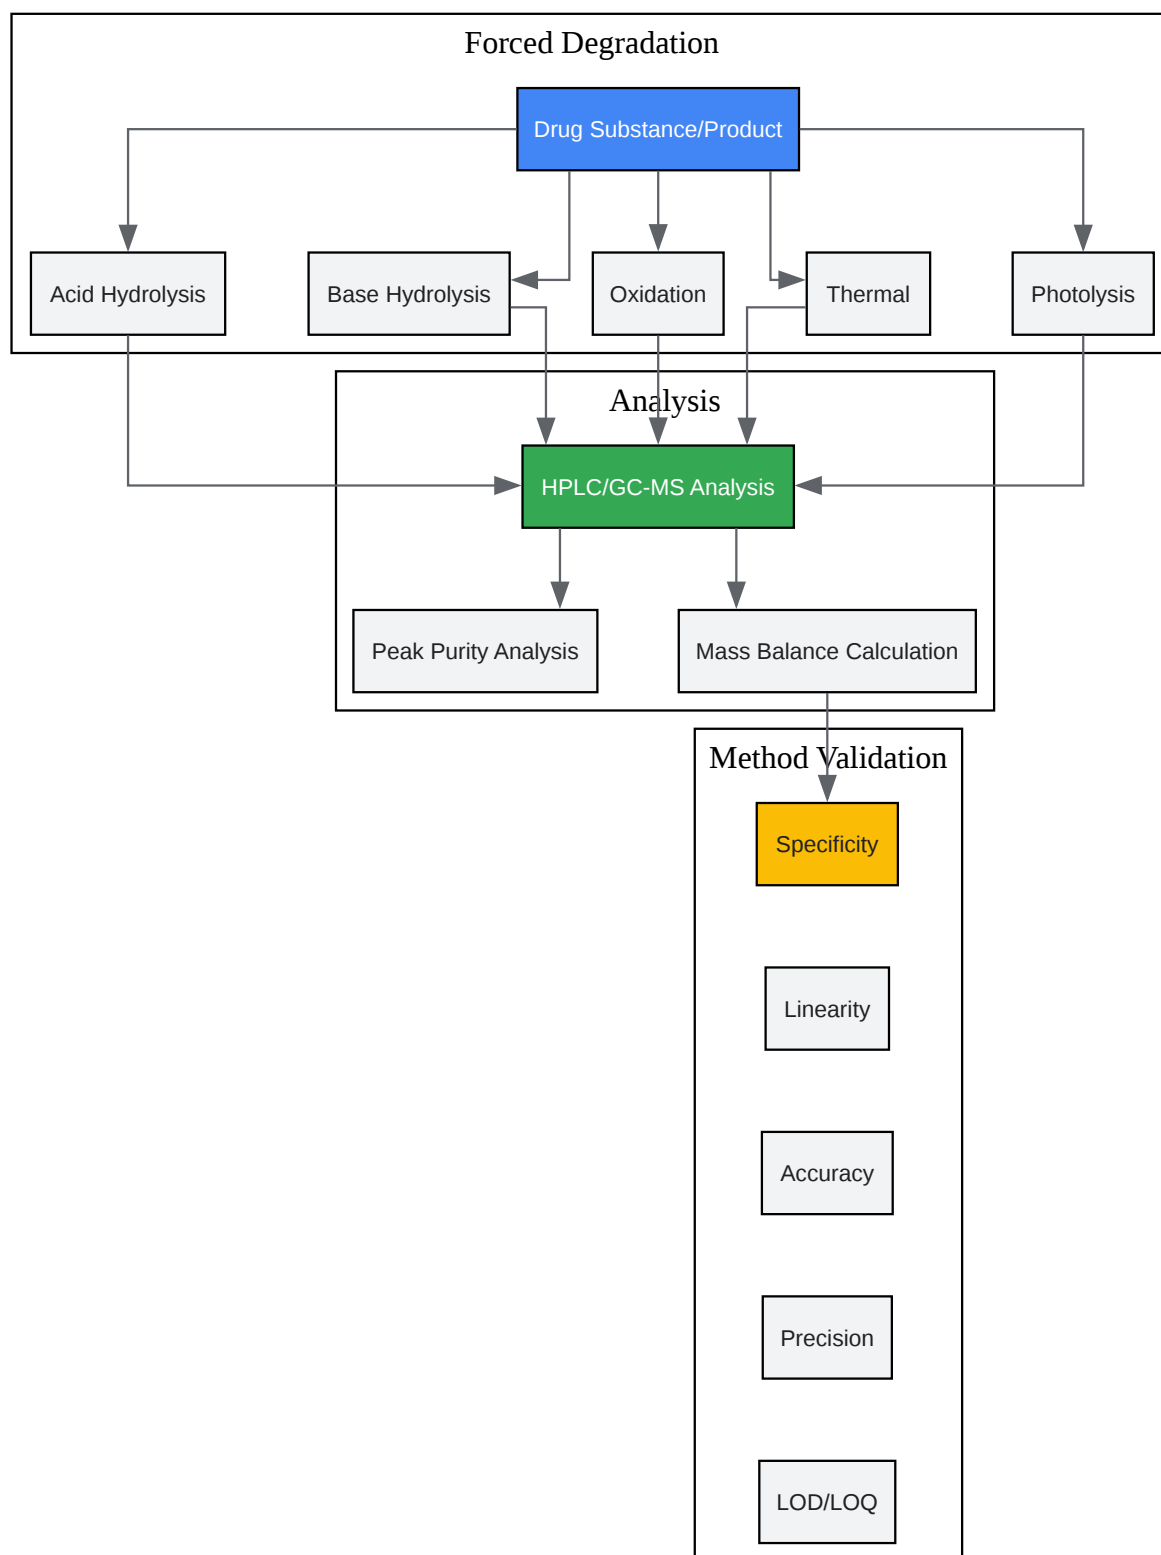 Forced Degradation
Drug Substance/Product
Acid Hydrolysis
Base Hydrolysis
Oxidation
Thermal
Photolysis
Analysis
HPLC/GC-MS Analysis
Peak Purity Analysis
Mass Balance Calculation
Method Validation
Specificity
Linearity
Accuracy
Precision
LOD/LOQ